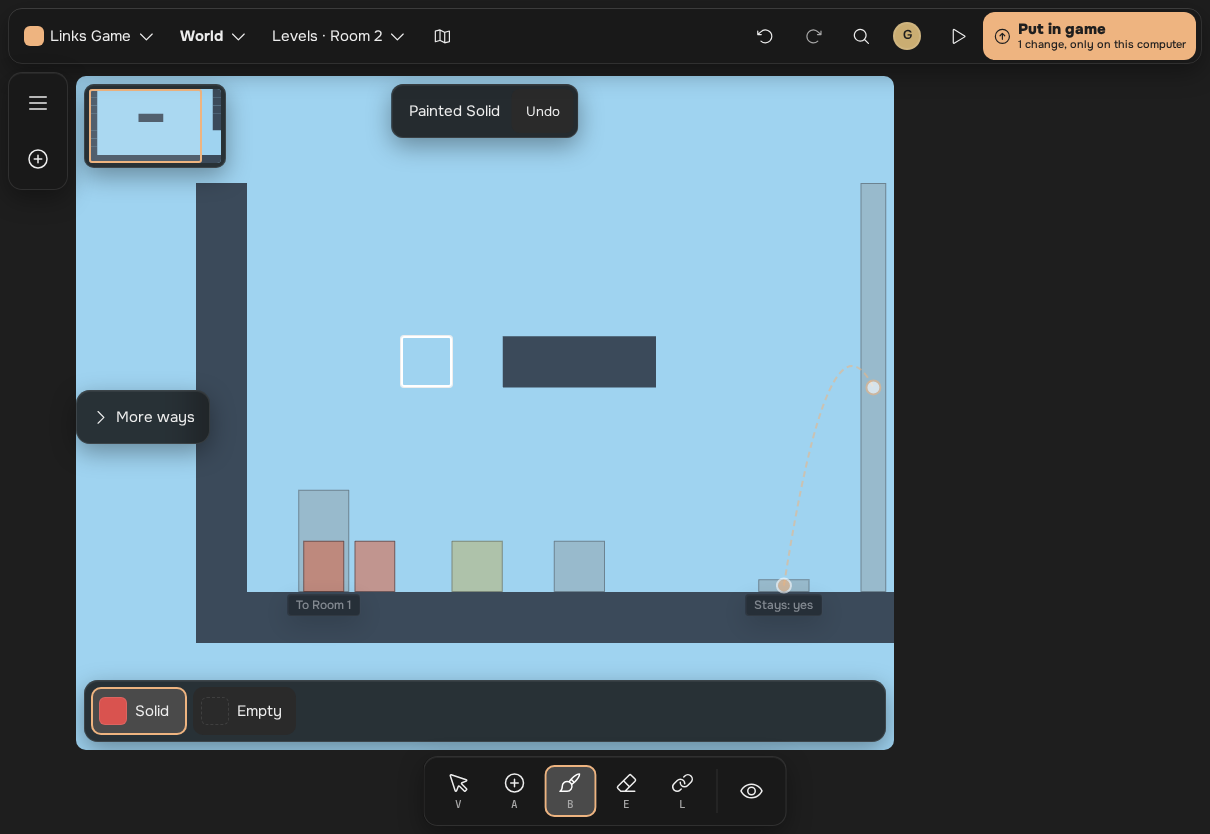 Links Game
World
Levels · Room 2
G
Put in game
1 change, only on this computer
Painted Solid
Undo
More ways
To Room 1
Stays: yes
Solid
Empty
V
A
B
E
L